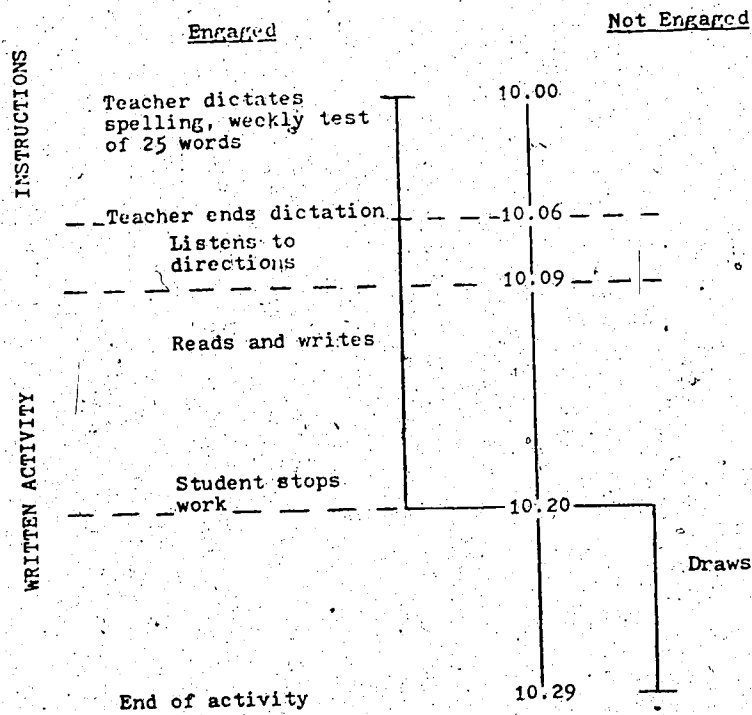 Engaged
Not Engaged
INSTRUCTIONS
Teacher dictates
spelling, weekly test
of 25 words
10.00
Teacher ends dictation
10.06
Listens to
directions
10.09
Reads and writes
WRITTEN ACTIVITY
Student stops
work
10.20
Draws
End of activity
10.29